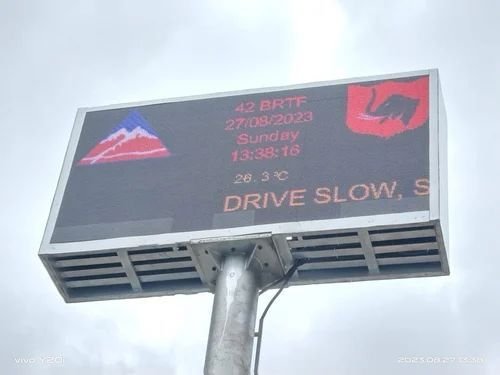 42 BRTF
27/08/2023
Sunday
13:38:16
26.3 °C
DRIVE SLOW, S
vivo Y20i
2023.08.27 13:38